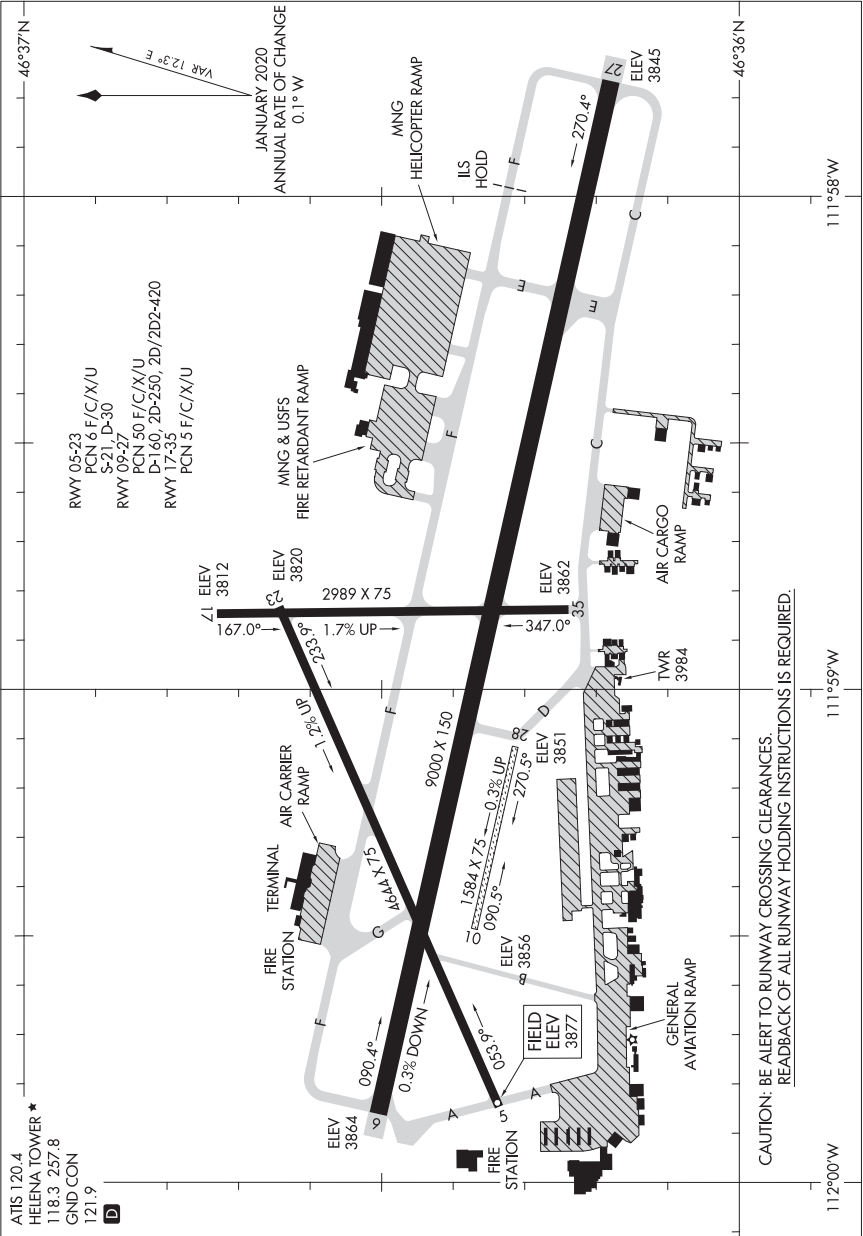 ATIS 120.4
HELENA TOWER ★
118.3 257.8
GND CON
121.9
D
RWY 05-23
PCN 6 F/C/X/U
S-21, D-30
RWY 09-27
PCN 50 F/C/X/U
D-160, 2D-250, 2D/2D2-420
RWY 17-35
PCN 5 F/C/X/U
VAR 12.3° E
JANUARY 2020
ANNUAL RATE OF CHANGE
0.1° W
46°37'N
46°36'N
111°58'W
111°59'W
112°00'W
MNG
HELICOPTER RAMP
MNG & USFS
FIRE RETARDANT RAMP
ILS
HOLD
ELEV
3845
27
270.4°
F
C
E
E
F
C
ELEV
3812
17
ELEV
3820
23
2989 X 75
167.0°
1.7% UP
347.0°
ELEV
3862
35
233.9°
1.2% UP
AIR CARGO
RAMP
TWR
3984
F
AIR CARRIER
RAMP
TERMINAL
FIRE
STATION
4644 X 75
9000 X 150
D
28
ELEV
3851
1584 X 75
0.3% UP
270.5°
090.5°
10
ELEV
3856
G
B
F
090.4°
0.3% DOWN
053.9°
FIELD
ELEV
3877
9
ELEV
3864
A
5
A
FIRE
STATION
GENERAL
AVIATION RAMP
CAUTION: BE ALERT TO RUNWAY CROSSING CLEARANCES.
READBACK OF ALL RUNWAY HOLDING INSTRUCTIONS IS REQUIRED.